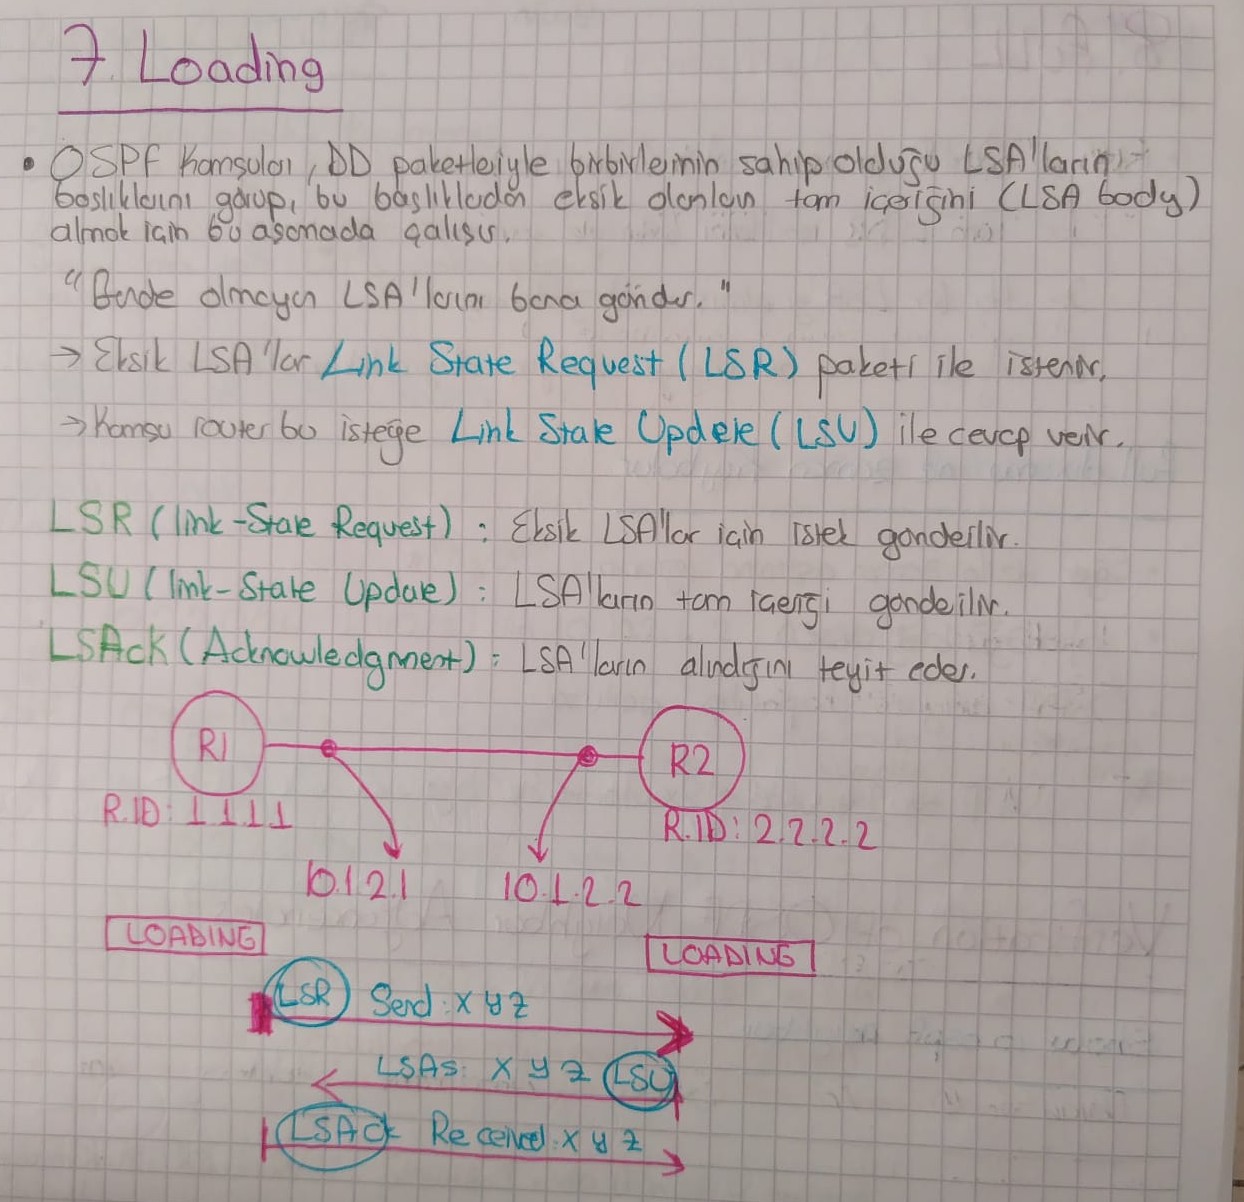 7. Loading
• OSPF Komşuları, DD paketleriyle birbirlerinin sahip olduğu LSA'ların
başlıklarını görüp, bu başlıklardan eksik olanların tam içeriğini (LSA body)
almak için bu aşamada çalışır.
"Bende olmayan LSA'larını bana gönder."
→ Eksik LSA'lar Link State Request (LSR) paketi ile istenir.
→ Komşu router bu isteğe Link State Update (LSU) ile cevap verir.
LSR (link-State Request) : Eksik LSA'lar için istek gönderilir.
LSU (link-State Update) : LSA'ların tam içeriği gönderilir.
LSAck (Acknowledgment) : LSA'ların alındığını teyit eder.
R1 R2
R.ID: 1.1.1.1 R.ID: 2.2.2.2
10.1.2.1 10.1.2.2
LOADING LOADING
LSR Send: X Y Z
LSAs: X Y Z LSU
LSAck Received: X Y Z